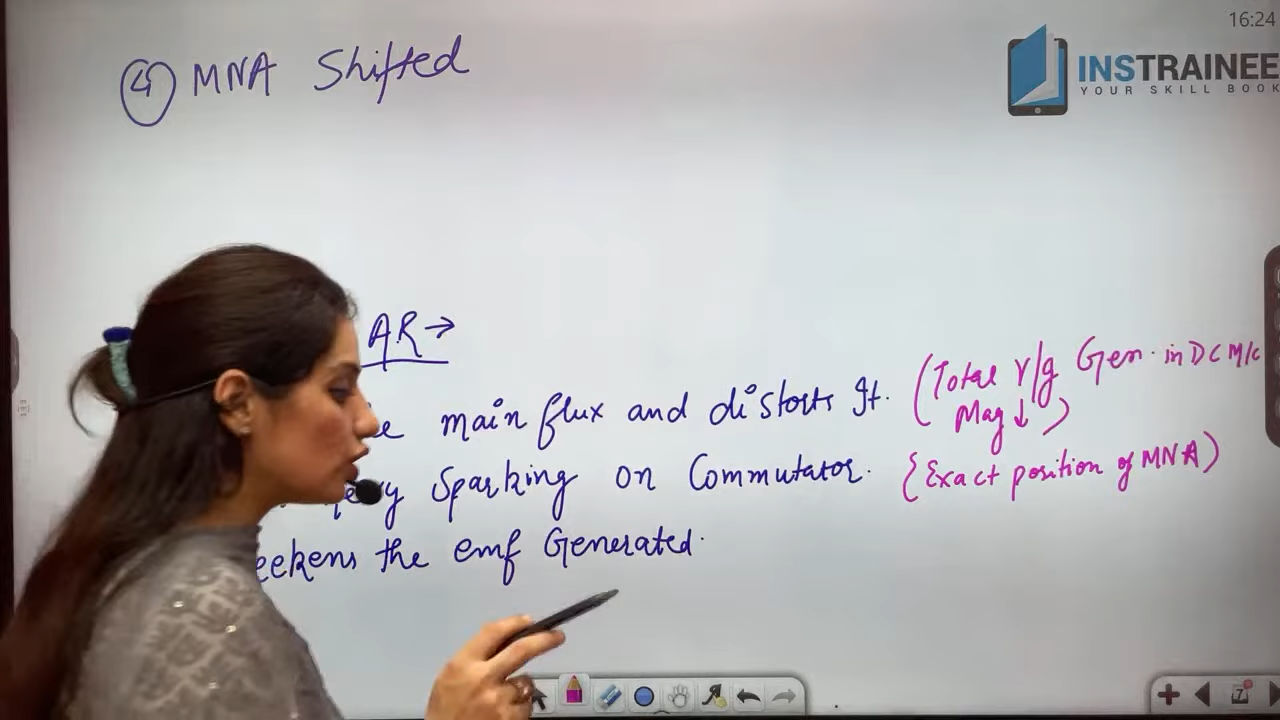 16:24
INSTRAINEE
YOUR SKILL BOOK
④ MNA Shifted
AR →
main flux and distorts It. (Total V/g Gen. in DC M/c
Mag ↓)
Sparking on Commutator. {Exact position of MNA)
eekens the emf Generated.
7